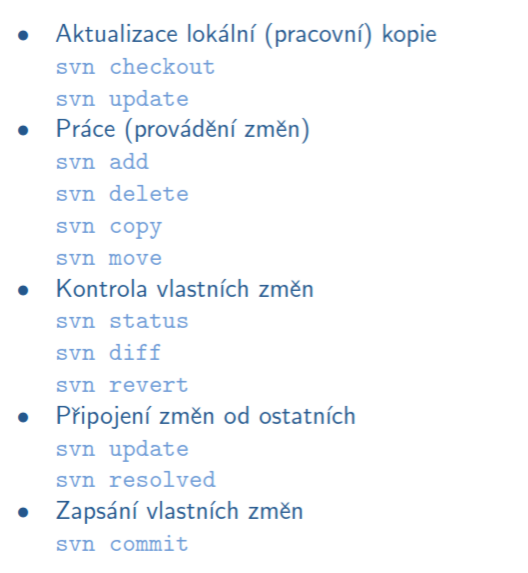 • Aktualizace lokální (pracovní) kopie
svn checkout
svn update
• Práce (provádění změn)
svn add
svn delete
svn copy
svn move
• Kontrola vlastních změn
svn status
svn diff
svn revert
• Připojení změn od ostatních
svn update
svn resolved
• Zapsání vlastních změn
svn commit